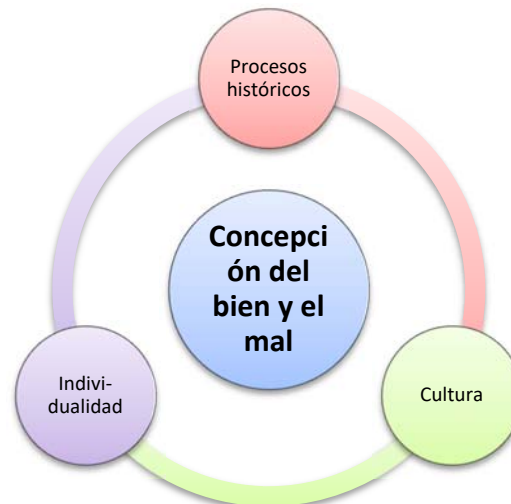 Procesos
históricos
Concepci
ón del
bien y el
mal
Indivi-
dualidad
Cultura